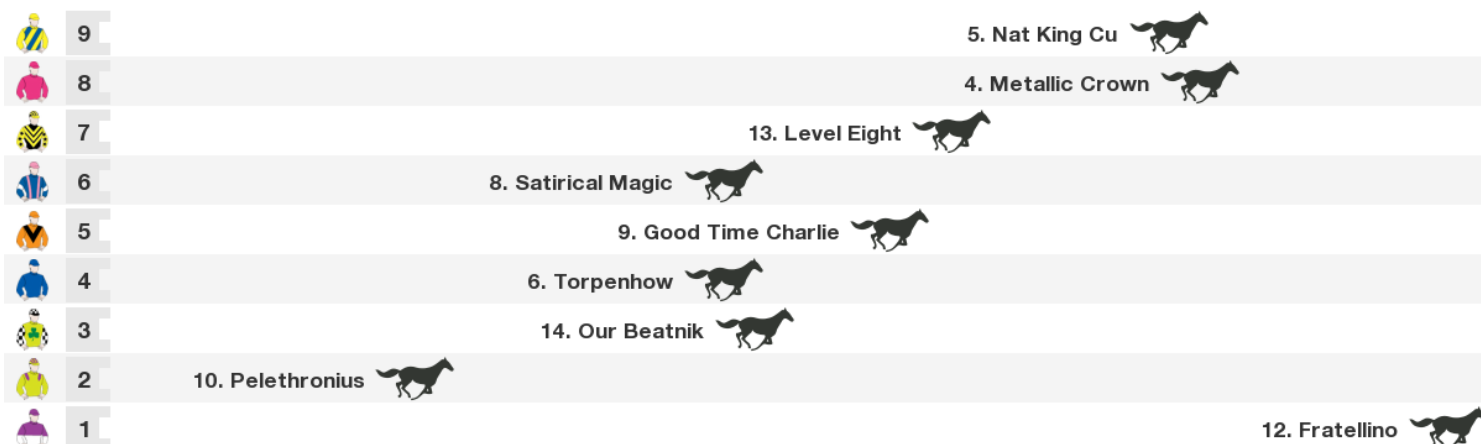 9 5. Nat King Cu
8 4. Metallic Crown
7 13. Level Eight
6 8. Satirical Magic
5 9. Good Time Charlie
4 6. Torpenhow
3 14. Our Beatnik
2 10. Pelethronius
1 12. Fratellino